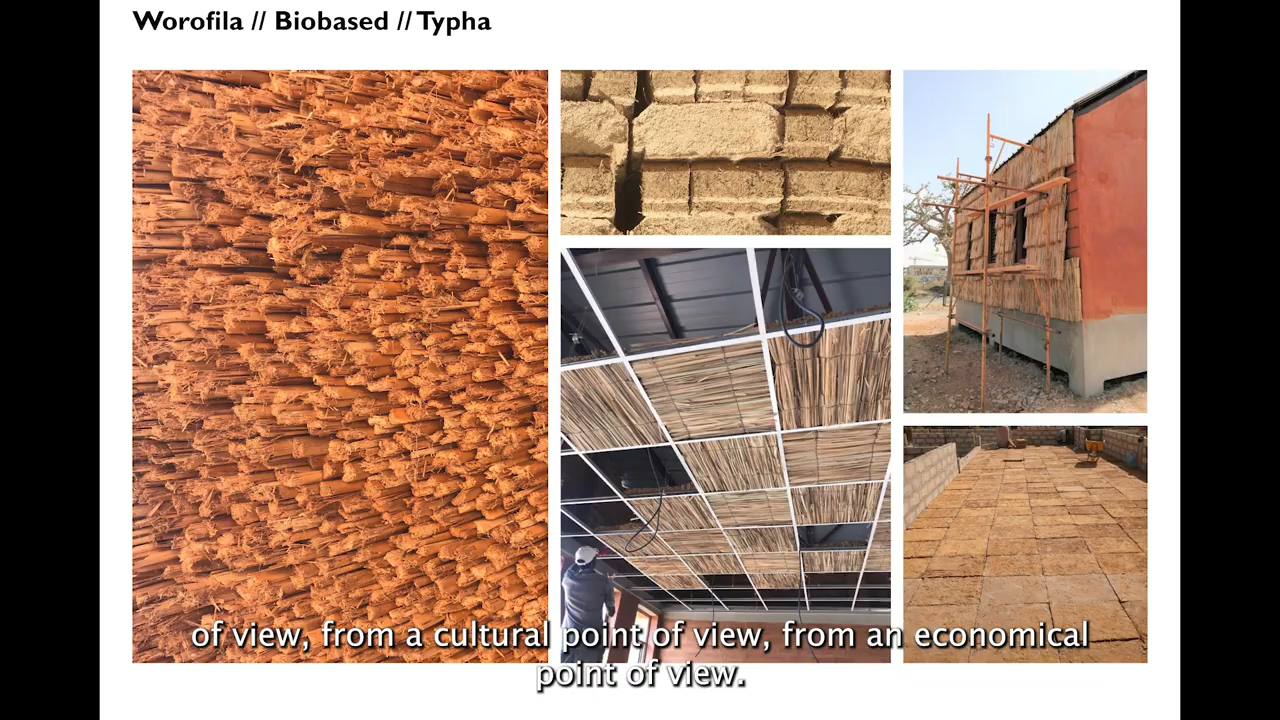 Worofila // Biobased // Typha
of view, from a cultural point of view, from an economical
point of view.